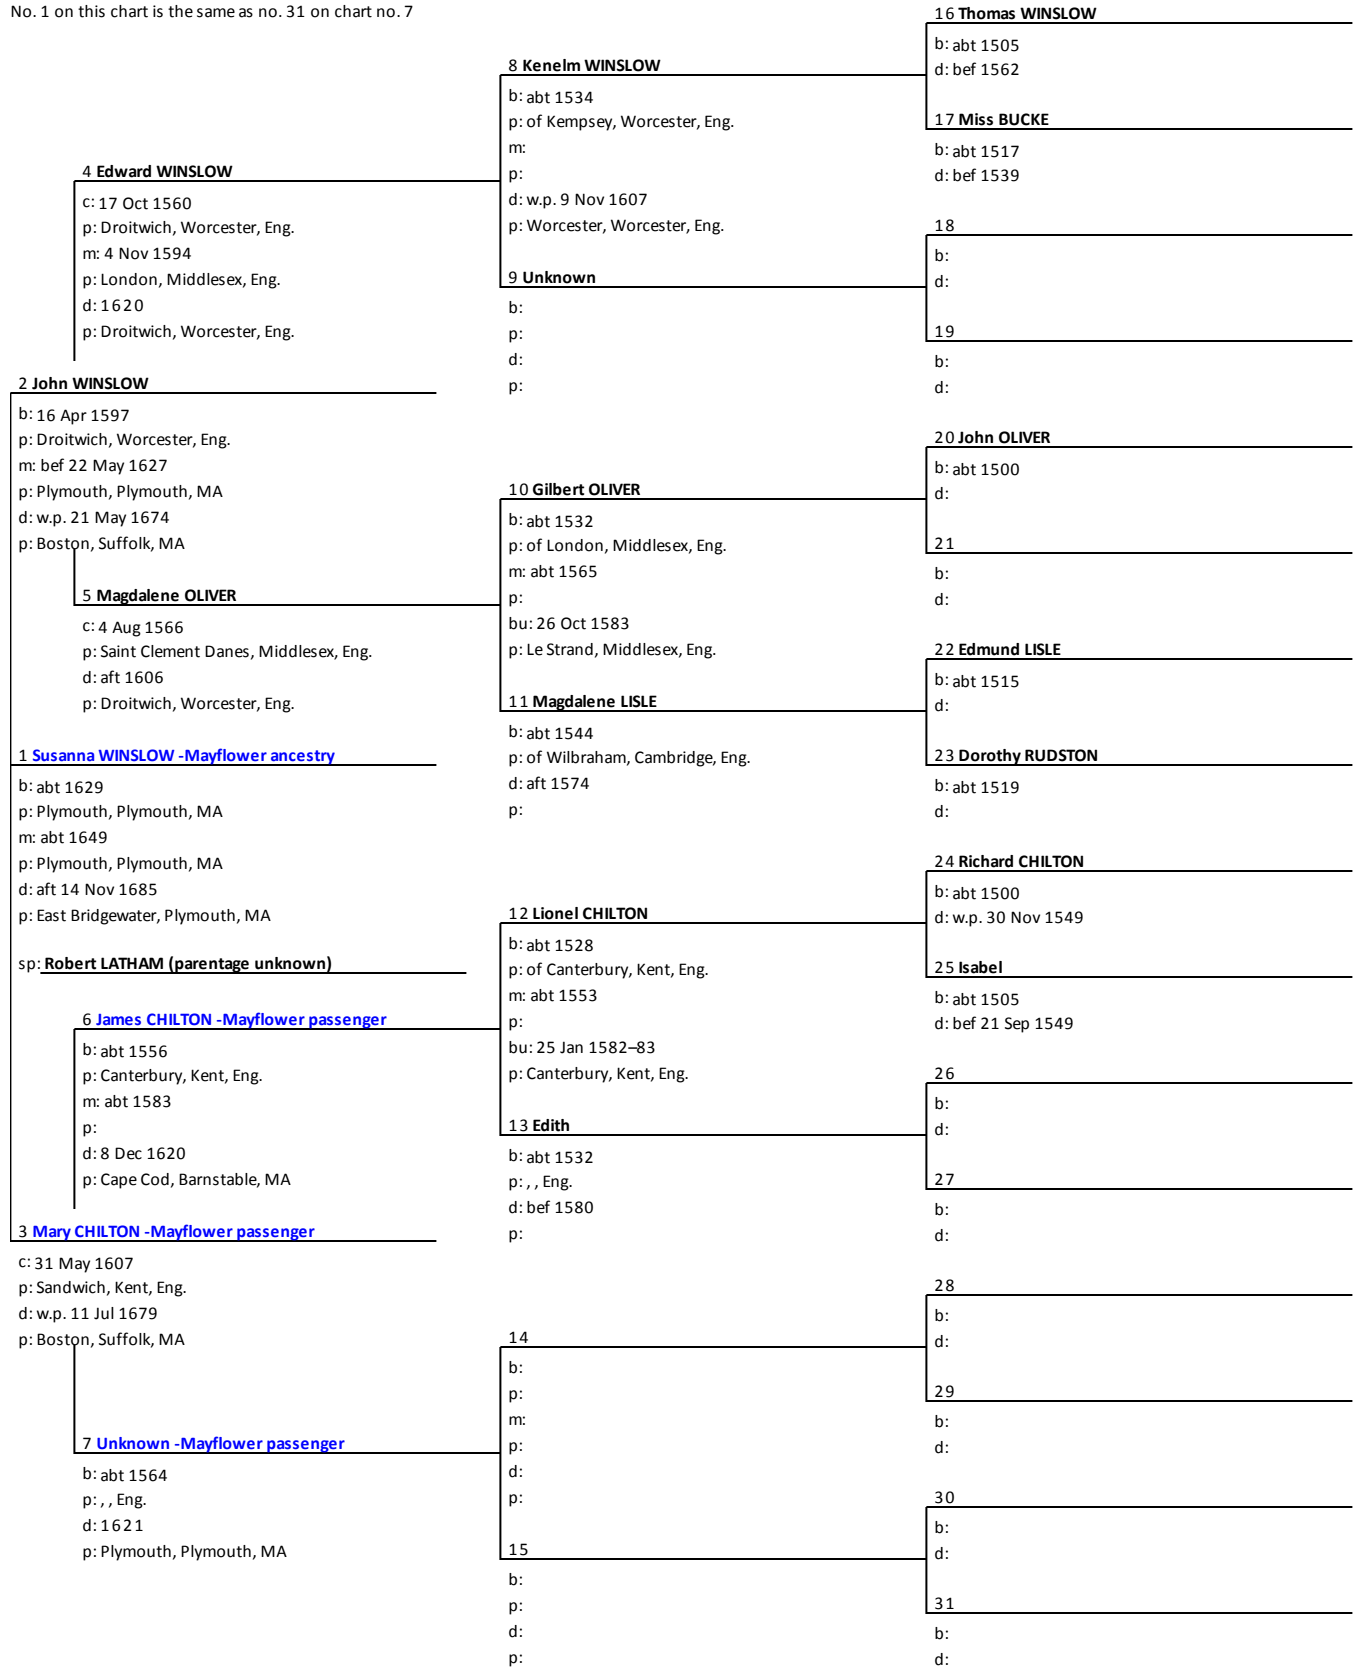 No. 1 on this chart is the same as no. 31 on chart no. 7
16 Thomas WINSLOW
b: abt 1505
d: bef 1562
8 Kenelm WINSLOW
b: abt 1534
p: of Kempsey, Worcester, Eng.
m:
p:
d: w.p. 9 Nov 1607
p: Worcester, Worcester, Eng.
17 Miss BUCKE
b: abt 1517
d: bef 1539
4 Edward WINSLOW
c: 17 Oct 1560
p: Droitwich, Worcester, Eng.
m: 4 Nov 1594
p: London, Middlesex, Eng.
d: 1620
p: Droitwich, Worcester, Eng.
18
b:
d:
9 Unknown
b:
p:
d:
p:
19
b:
d:
2 John WINSLOW
b: 16 Apr 1597
p: Droitwich, Worcester, Eng.
m: bef 22 May 1627
p: Plymouth, Plymouth, MA
d: w.p. 21 May 1674
p: Boston, Suffolk, MA
20 John OLIVER
b: abt 1500
d:
10 Gilbert OLIVER
b: abt 1532
p: of London, Middlesex, Eng.
m: abt 1565
p:
bu: 26 Oct 1583
p: Le Strand, Middlesex, Eng.
21
b:
d:
5 Magdalene OLIVER
c: 4 Aug 1566
p: Saint Clement Danes, Middlesex, Eng.
d: aft 1606
p: Droitwich, Worcester, Eng.
22 Edmund LISLE
b: abt 1515
d:
11 Magdalene LISLE
b: abt 1544
p: of Wilbraham, Cambridge, Eng.
d: aft 1574
p:
23 Dorothy RUDSTON
b: abt 1519
d:
1 Susanna WINSLOW -Mayflower ancestry
b: abt 1629
p: Plymouth, Plymouth, MA
m: abt 1649
p: Plymouth, Plymouth, MA
d: aft 14 Nov 1685
p: East Bridgewater, Plymouth, MA
sp: Robert LATHAM (parentage unknown)
24 Richard CHILTON
b: abt 1500
d: w.p. 30 Nov 1549
12 Lionel CHILTON
b: abt 1528
p: of Canterbury, Kent, Eng.
m: abt 1553
p:
bu: 25 Jan 1582–83
p: Canterbury, Kent, Eng.
25 Isabel
b: abt 1505
d: bef 21 Sep 1549
6 James CHILTON -Mayflower passenger
b: abt 1556
p: Canterbury, Kent, Eng.
m: abt 1583
p:
d: 8 Dec 1620
p: Cape Cod, Barnstable, MA
26
b:
d:
13 Edith
b: abt 1532
p: , , Eng.
d: bef 1580
p:
27
b:
d:
3 Mary CHILTON -Mayflower passenger
c: 31 May 1607
p: Sandwich, Kent, Eng.
d: w.p. 11 Jul 1679
p: Boston, Suffolk, MA
28
b:
d:
14
b:
p:
m:
p:
d:
p:
29
b:
d:
7 Unknown -Mayflower passenger
b: abt 1564
p: , , Eng.
d: 1621
p: Plymouth, Plymouth, MA
30
b:
d:
15
b:
p:
d:
p:
31
b:
d: